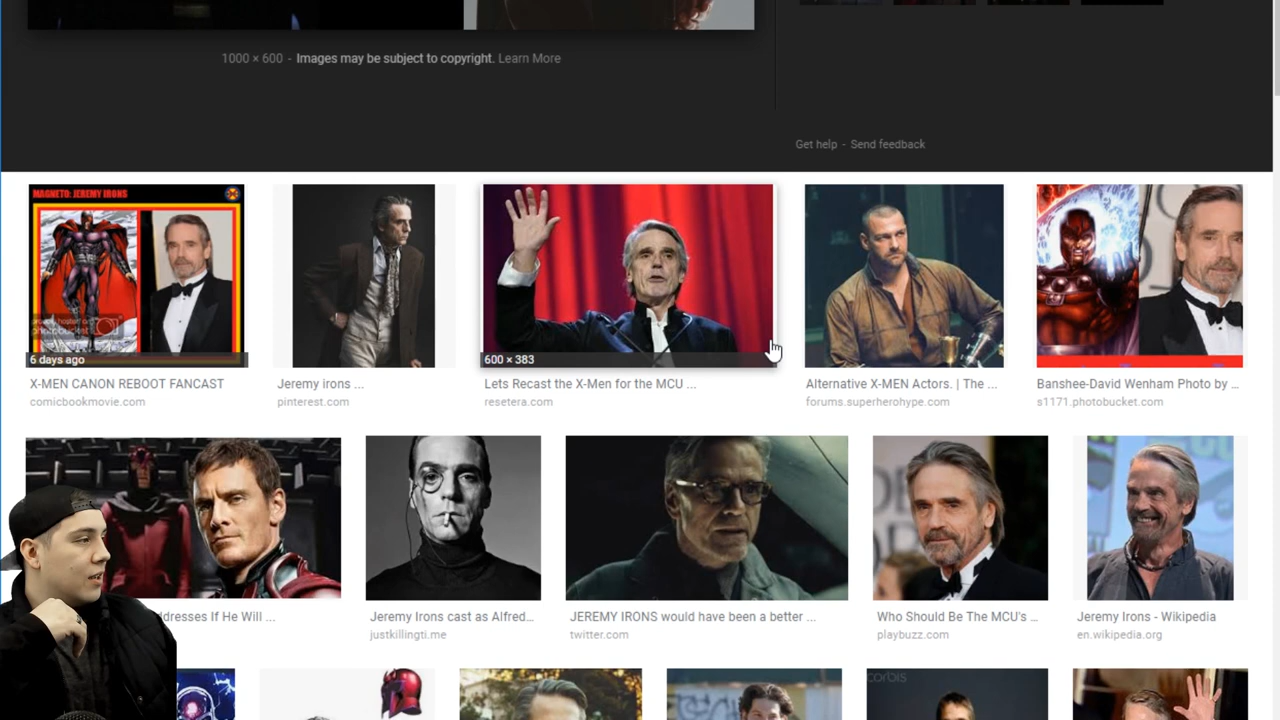 1000 × 600 - Images may be subject to copyright. Learn More
Get help - Send feedback
MAGNETO: JEREMY IRONS
photobucket
6 days ago
600 × 383
X-MEN CANON REBOOT FANCAST
comicbookmovie.com
Jeremy irons ...
pinterest.com
Lets Recast the X-Men for the MCU ...
resetera.com
Alternative X-MEN Actors. | The ...
forums.superherohype.com
Banshee-David Wenham Photo by ...
s1171.photobucket.com
If He Will ...
Jeremy Irons cast as Alfred...
justkillingti.me
JEREMY IRONS would have been a better ...
twitter.com
Who Should Be The MCU's ...
playbuzz.com
Jeremy Irons - Wikipedia
en.wikipedia.org
corbis